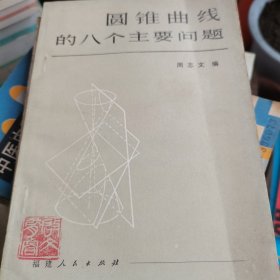 圆锥曲线
的八个主要问题
周志文 编
福建人民出版社